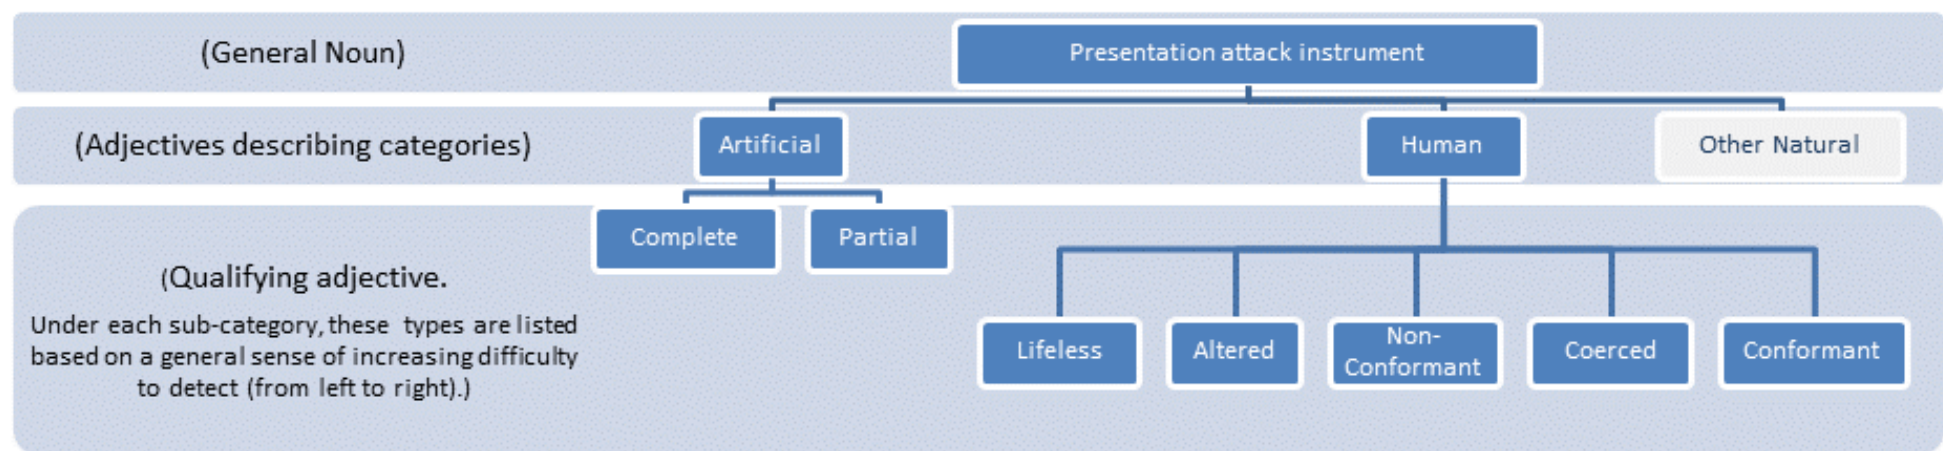 (General Noun)
Presentation attack instrument
(Adjectives describing categories)
Artificial
Human
Other Natural
Complete
Partial
(Qualifying adjective.
Under each sub-category, these types are listed
based on a general sense of increasing difficulty
to detect (from left to right).)
Lifeless
Altered
Non-
Conformant
Coerced
Conformant